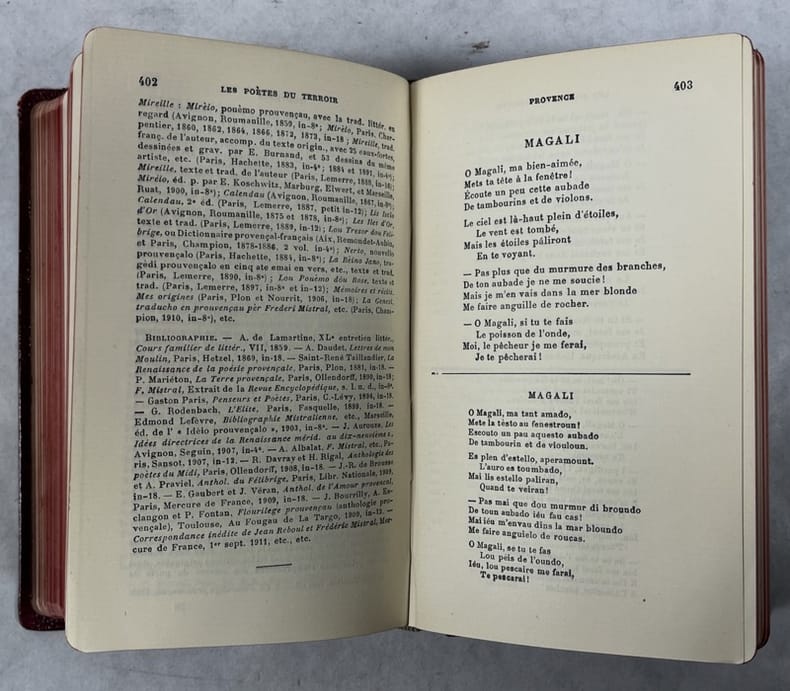 402
LES POÈTES DU TERROIR
Mireille : Mirèio, pouèmo prouvençau, avec la trad. littér. en
regard (Avignon, Roumanille, 1859, in-8°; Mirèio, Paris, Char-
pentier, 1860, 1862, 1864, 1866, 1872, 1873, in-18 ; Mireille, trad.
franç. de l'auteur, accomp. du texte origin., avec 25 eaux-fortes,
dessinées et grav. par E. Burnand, et 53 dessins du même
artiste, etc. (Paris, Hachette, 1883, in-4°; 1884 et 1891, in-4°);
Mireille, texte et trad. de l'auteur (Paris, Lemerre, 1888, in-16);
Mirèio, éd. p. par E. Koschwitz, Marburg, Elwert, et Marseille,
Ruat, 1900, in-8°); Calendau (Avignon, Roumanille, 1867, in-8°);
Calendau, 2° éd. (Paris, Lemerre, 1887, petit in-12); Lis Isclo
d'Or (Avignon, Roumanille, 1875 et 1878, in-8°); Les Iles d'Or,
texte et trad. (Paris, Lemerre, 1889, in-12); Lou Tresor dou Feli-
brige, ou Dictionnaire provençal-français (Aix, Remondet-Aubin,
et Paris, Champion, 1878-1886, 2 vol. in-4°); Nerto, nouvello
prouvençalo (Paris, Hachette, 1884, in-8°); La Rèino Jano, tra-
gèdi prouvençalo en cinq ate emai en vers, etc., texte et trad.
(Paris, Lemerre, 1890, in-8°) ; Lou Pouèmo dóu Rose, texte et
trad. (Paris, Lemerre, 1897, in-8° et in-12); Mémoires et récits.
Mes origines (Paris, Plon et Nourrit, 1906, in-18); La Genesi,
traducho en prouvençau pèr Frederi Mistral, etc. (Paris, Cham-
pion, 1910, in-8°), etc.
BIBLIOGRAPHIE. — A. de Lamartine, XLe entretien littér.,
Cours familier de littér., VII, 1859. — A. Daudet, Lettres de mon
Moulin, Paris, Hetzel, 1869, in-18. — Saint-René Taillandier, La
Renaissance de la poésie provençale, Paris, Plon, 1881, in-18. —
P. Mariéton, La Terre provençale, Paris, Ollendorff, 1890, in-18;
F. Mistral, Extrait de la Revue Encyclopédique, s. l. n. d., in-8°.
— Gaston Paris, Penseurs et Poètes, Paris, C.-Lévy, 1896, in-18.
— G. Rodenbach, L'Elite, Paris, Fasquelle, 1899, in-18. —
Edmond Lefèvre, Bibliographie Mistralienne, etc., Marseille,
éd. de l' « Idèio prouvençalo », 1903, in-8°. — J. Aurouze, Les
Idées directrices de la Renaissance mérid. au dix-neuvième,
Avignon, Seguin, 1907, in-4°. — A. Albalat, F. Mistral, etc., Pa-
ris, Sansot, 1907, in-12. — R. Davray et H. Rigal, Anthologie des
poètes du Midi, Paris, Ollendorff, 1908, in-18. — J.-R. de Brousse
et A. Praviel, Anthol. du Félibrige, Paris, Libr. Nationale, 1909,
in-18. — E. Gaubert et J. Véran, Anthol. de l'Amour provençal,
Paris, Mercure de France, 1909, in-18. — J. Bourrilly, A. Es-
clangon et P. Fontan, Flourilege prouvençau (anthologie pro-
vençale), Toulouse, Au Fougau de La Targo, 1909, in-12. —
Correspondance inédite de Jean Reboul et Frédéric Mistral, Mer-
cure de France, 1er sept. 1911, etc., etc.
PROVENCE
403
MAGALI
O Magali, ma bien-aimée,
Mets ta tête à la fenêtre!
Écoute un peu cette aubade
De tambourins et de violons.
Le ciel est là-haut plein d'étoiles,
Le vent est tombé,
Mais les étoiles pâliront
En te voyant.
— Pas plus que du murmure des branches,
De ton aubade je ne me soucie!
Mais je m'en vais dans la mer blonde
Me faire anguille de rocher.
— O Magali, si tu te fais
Le poisson de l'onde,
Moi, le pêcheur je me ferai,
Je te pêcherai!
MAGALI
O Magali, ma tant amado,
Mete la tèsto au fenestroun!
Escouto un pau aquesto aubado
De tambourin et de viouloun.
Es plen d'estello, aperamount.
L'auro es toumbado,
Mai lis estello paliran,
Quand te veiran!
— Pas mai que dou murmur di broundo
De toun aubado iéu fau cas!
Mai iéu m'envau dins la mar bloundo
Me faire anguielo de roucas.
O Magali, se tu te fas
Lou pèis de l'oundo,
Iéu, lou pescaire me farai,
Te pescarai!